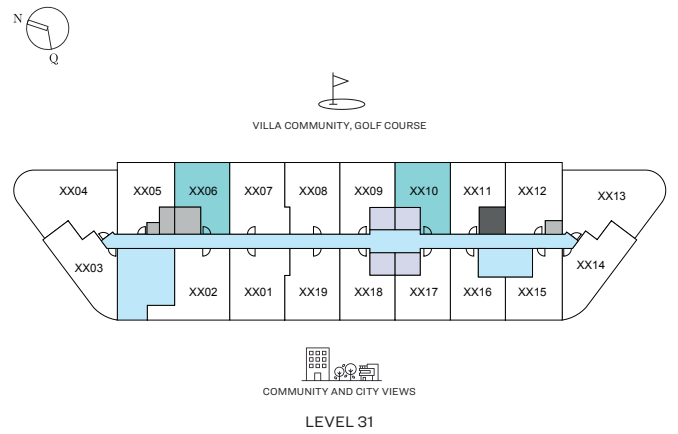 N
Q
VILLA COMMUNITY, GOLF COURSE
XX04
XX05
XX06
XX07
XX08
XX09
XX10
XX11
XX12
XX13
XX03
XX02
XX01
XX19
XX18
XX17
XX16
XX15
XX14
COMMUNITY AND CITY VIEWS
LEVEL 31